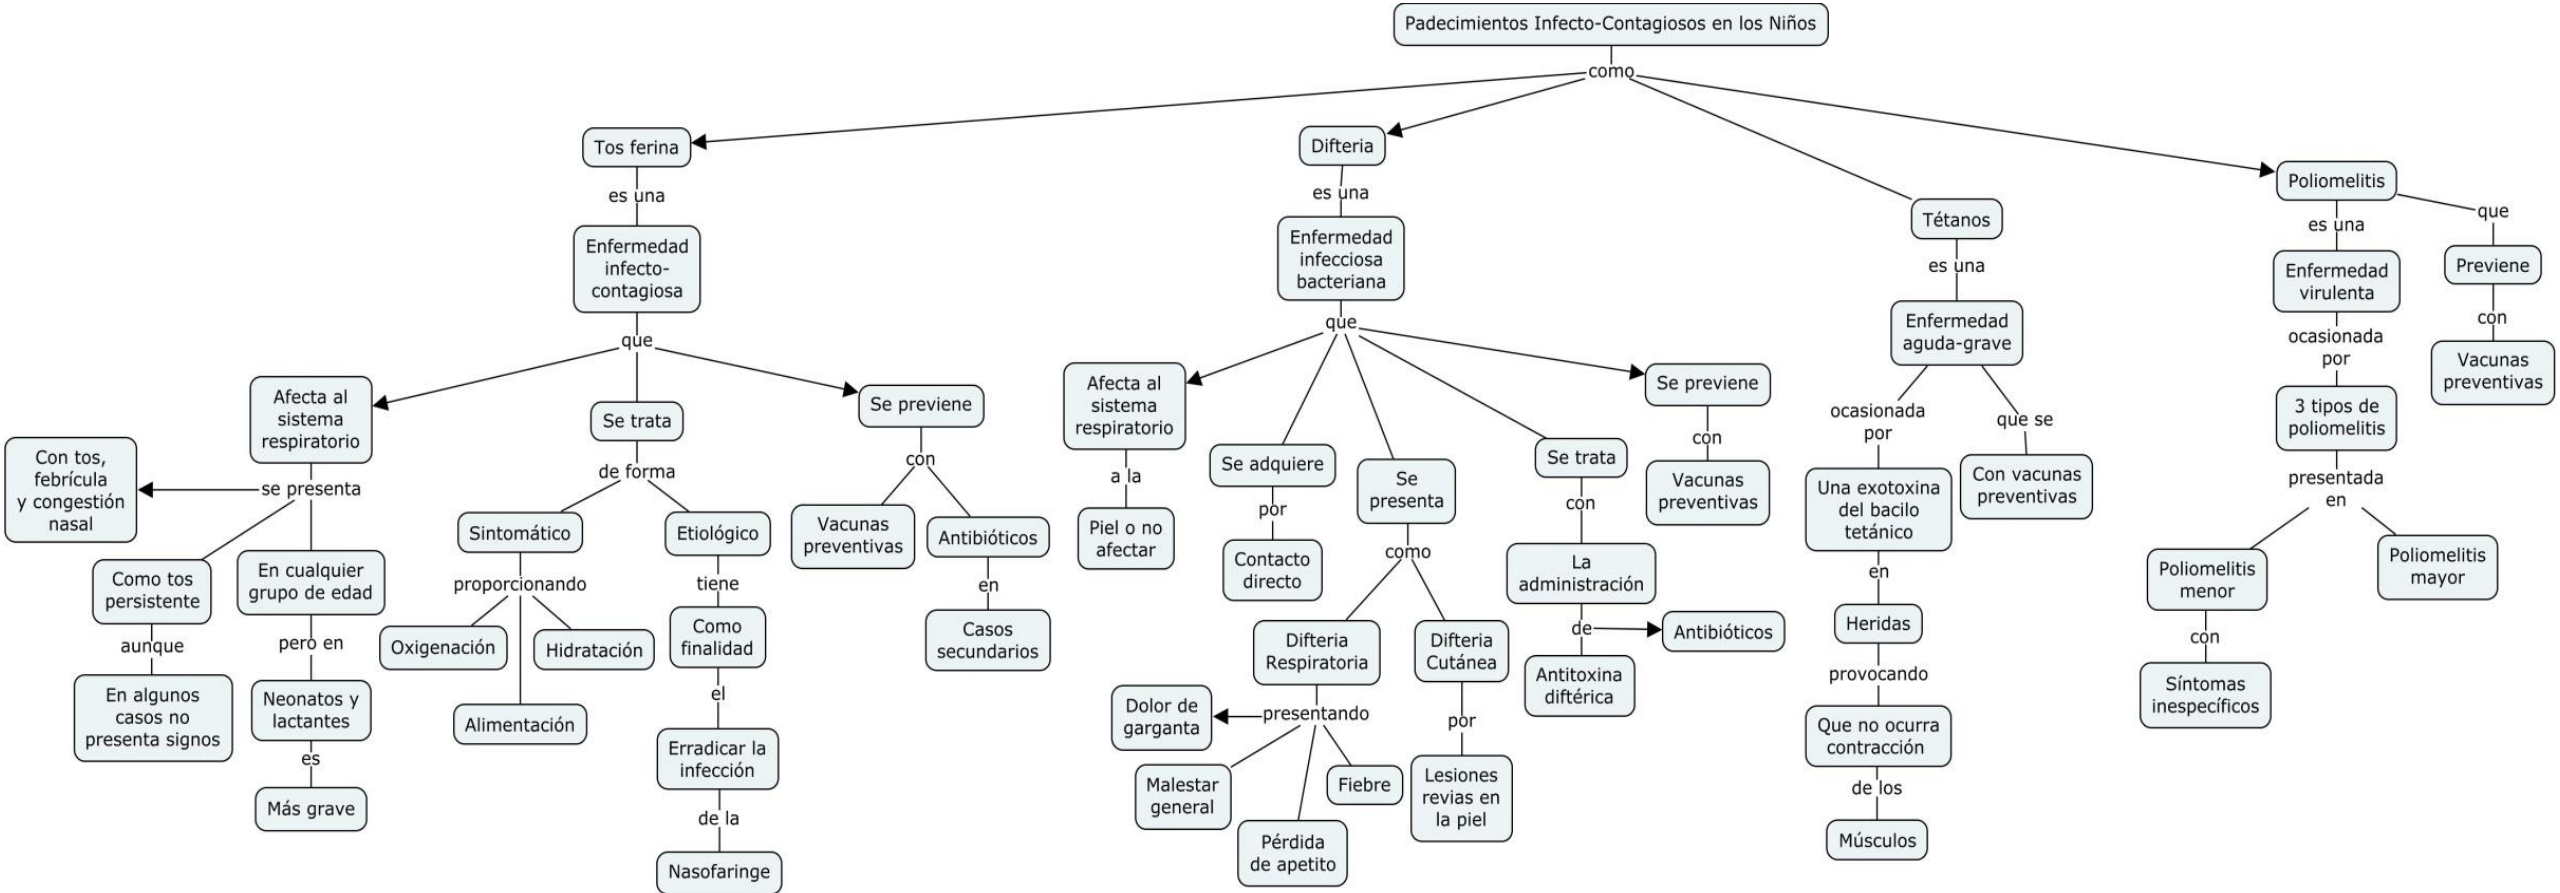 Padecimientos Infecto-Contagiosos en los Niños
como
Tos ferina
es una
Enfermedad
infecto-
contagiosa
que
Afecta al
sistema
respiratorio
se presenta
Con tos,
febrícula
y congestión
nasal
Como tos
persistente
aunque
En algunos
casos no
presenta signos
En cualquier
grupo de edad
pero en
Neonatos y
lactantes
es
Más grave
Se trata
de forma
Sintomático
proporcionando
Oxigenación
Alimentación
Hidratación
Etiológico
tiene
Como
finalidad
el
Erradicar la
infección
de la
Nasofaringe
Se previene
con
Vacunas
preventivas
Antibióticos
en
Casos
secundarios
Difteria
es una
Enfermedad
infecciosa
bacteriana
que
Afecta al
sistema
respiratorio
a la
Piel o no
afectar
Se adquiere
por
Contacto
directo
Se
presenta
como
Difteria
Respiratoria
presentando
Dolor de
garganta
Malestar
general
Pérdida
de apetito
Fiebre
Difteria
Cutánea
por
Lesiones
revias en
la piel
Se trata
con
La
administración
de
Antibióticos
Antitoxina
diftérica
Se previene
con
Vacunas
preventivas
Tétanos
es una
Enfermedad
aguda-grave
ocasionada
por
Una exotoxina
del bacilo
tetánico
en
Heridas
provocando
Que no ocurra
contracción
de los
Músculos
que se
Con vacunas
preventivas
Poliomelitis
es una
Enfermedad
virulenta
ocasionada
por
3 tipos de
poliomelitis
presentada
en
Poliomelitis
menor
con
Síntomas
inespecíficos
Poliomelitis
mayor
que
Previene
con
Vacunas
preventivas